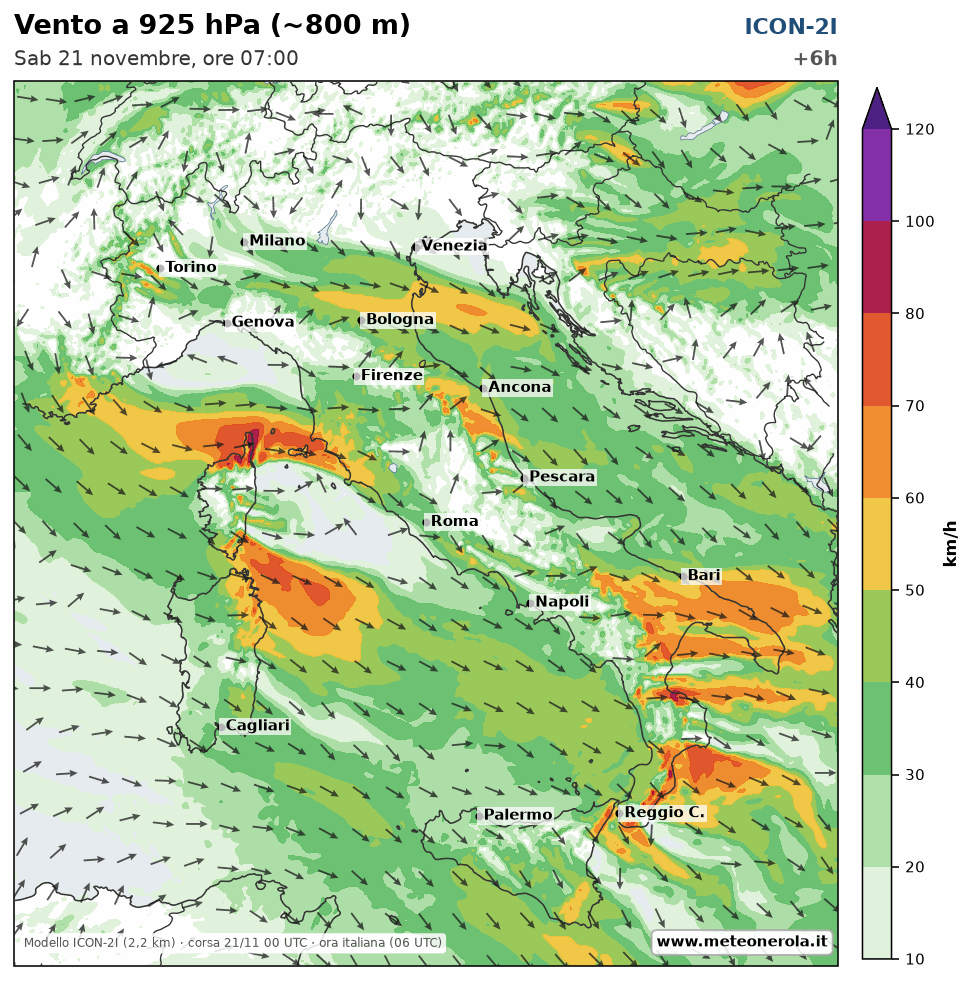 Vento a 925 hPa (~800 m)
ICON-2I
Sab 21 novembre, ore 07:00
+6h
120
100
80
70
60
50
40
30
20
10
km/h
Milano
Venezia
Torino
Genova
Bologna
Firenze
Ancona
Pescara
Roma
Bari
Napoli
Cagliari
Palermo
Reggio C.
Modello ICON-2I (2,2 km) · corsa 21/11 00 UTC · ora italiana (06 UTC)
www.meteonerola.it